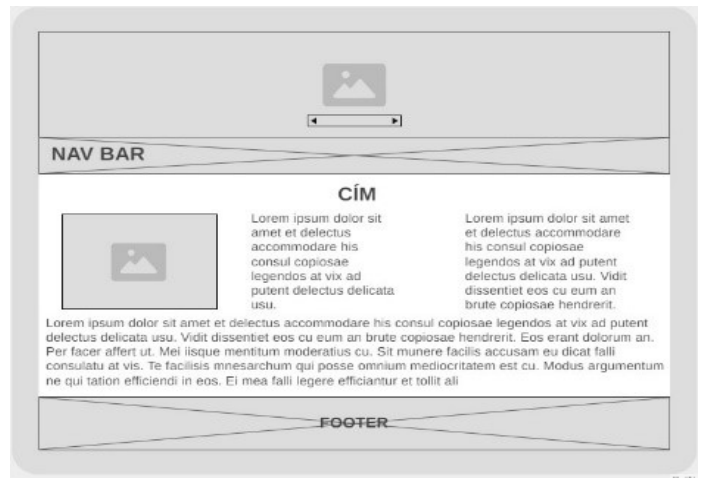 NAV BAR
CÍM
Lorem ipsum dolor sit
amet et delectus
accommodare his
consul copiosae
legendos at vix ad
putent delectus delicata
usu.
Lorem ipsum dolor sit amet
et delectus accommodare
his consul copiosae
legendos at vix ad putent
delectus delicata usu. Vidit
dissentiet eos cu eum an
brute copiosae hendrerit.
Lorem ipsum dolor sit amet et delectus accommodare his consul copiosae legendos at vix ad putent
delectus delicata usu. Vidit dissentiet eos cu eum an brute copiosae hendrerit. Eos erant dolorum an.
Per facer affert ut. Mei iisque mentitum moderatius cu. Sit munere facilis accusam eu dicat falli
consulatu at vis. Te facilisis mnesarchum qui posse omnium mediocritatem est cu. Modus argumentum
ne qui tation efficiendi in eos. Ei mea falli legere efficiantur et tollit ali
FOOTER